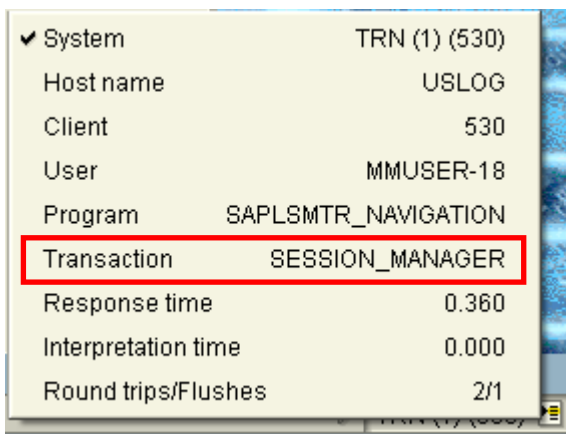 ✔ System TRN (1) (530)
Host name USLOG
Client 530
User MMUSER-18
Program SAPLSMTR_NAVIGATION
Transaction SESSION_MANAGER
Response time 0.360
Interpretation time 0.000
Round trips/Flushes 2/1